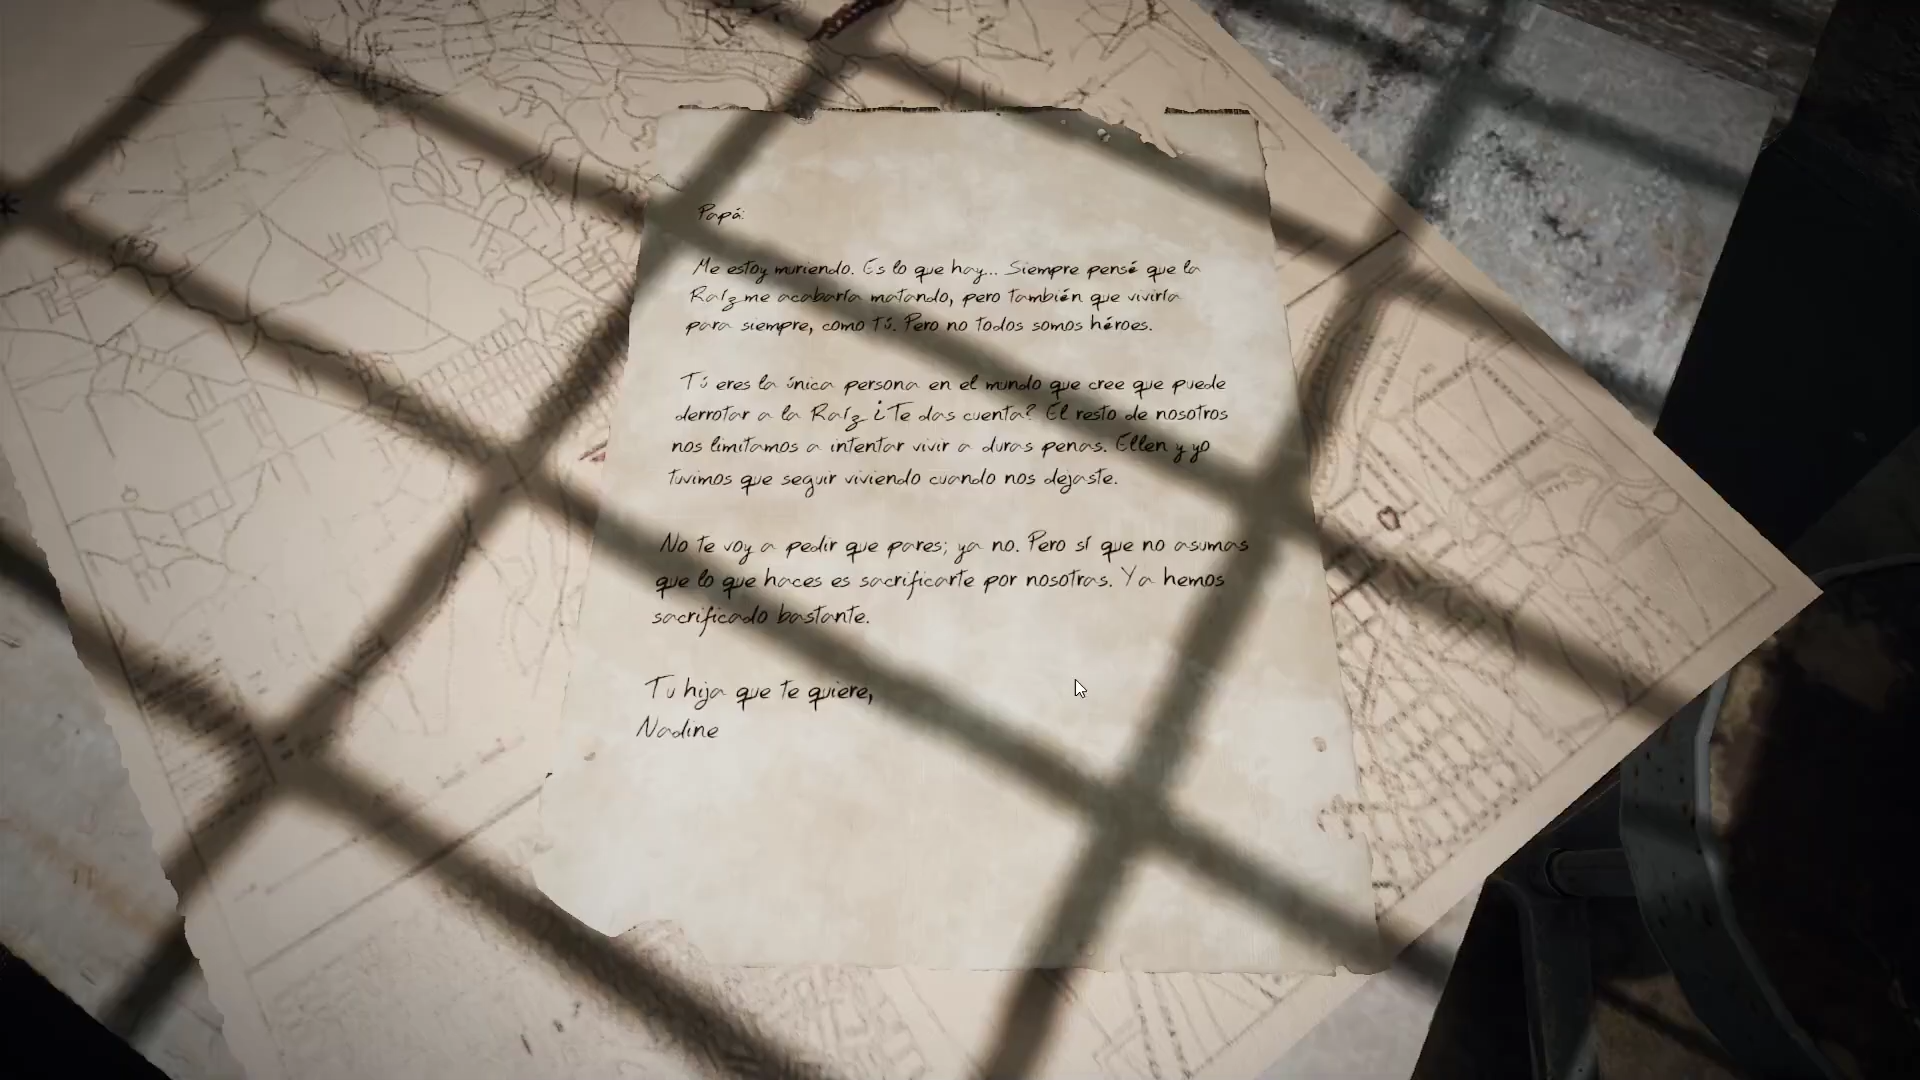 Papá:
Me estoy muriendo. Es lo que hay... Siempre pensé que la
Raíz me acabaría matando, pero también que viviría
para siempre, como tú. Pero no todos somos héroes.
Tú eres la única persona en el mundo que cree que puede
derrotar a la Raíz ¿Te das cuenta? El resto de nosotros
nos limitamos a intentar vivir a duras penas. Ellen y yo
tuvimos que seguir viviendo cuando nos dejaste.
No te voy a pedir que pares; ya no. Pero sí que no asumas
que lo que haces es sacrificarte por nosotras. Ya hemos
sacrificado bastante.
Tu hija que te quiere,
Nadine